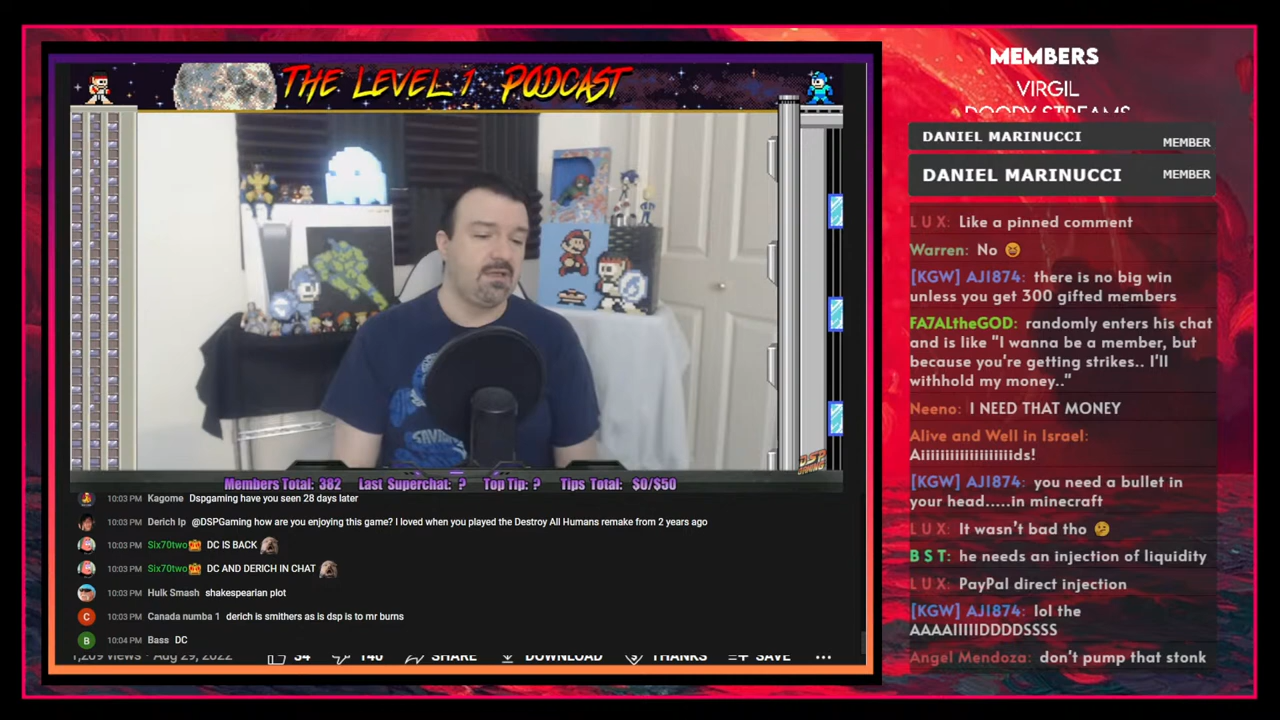 THE LEVEL 1 PODCAST
DSP
GAMING
Members Total: 382 Last Superchat: ? Top Tip: ? Tips Total: $0/$50
10:03 PM Kagome Dspgaming have you seen 28 days later
10:03 PM Derich Ip @DSPGaming how are you enjoying this game? I loved when you played the Destroy All Humans remake from 2 years ago
10:03 PM Six70two DC IS BACK
10:03 PM Six70two DC AND DERICH IN CHAT
10:03 PM Hulk Smash shakespearian plot
10:03 PM Canada numba 1 derich is smithers as is dsp is to mr burns
10:04 PM Bass DC
1,209 views • Aug 29, 2022 34 140 SHARE DOWNLOAD THANKS SAVE ...
MEMBERS
VIRGIL
DOODY STREAMS
DANIEL MARINUCCI MEMBER
DANIEL MARINUCCI MEMBER
L U X: Like a pinned comment
Warren: No
[KGW] AJ1874: there is no big win
unless you get 300 gifted members
FA7ALtheGOD: randomly enters his chat
and is like "I wanna be a member, but
because you're getting strikes.. I'll
withhold my money.."
Neeno: I NEED THAT MONEY
Alive and Well in Israel:
Aiiiiiiiiiiiiiiiiiids!
[KGW] AJ1874: you need a bullet in
your head.....in minecraft
L U X: It wasn't bad tho
B S T: he needs an injection of liquidity
L U X: PayPal direct injection
[KGW] AJ1874: lol the
AAAAIIIIIDDDDSSSS
Angel Mendoza: don't pump that stonk